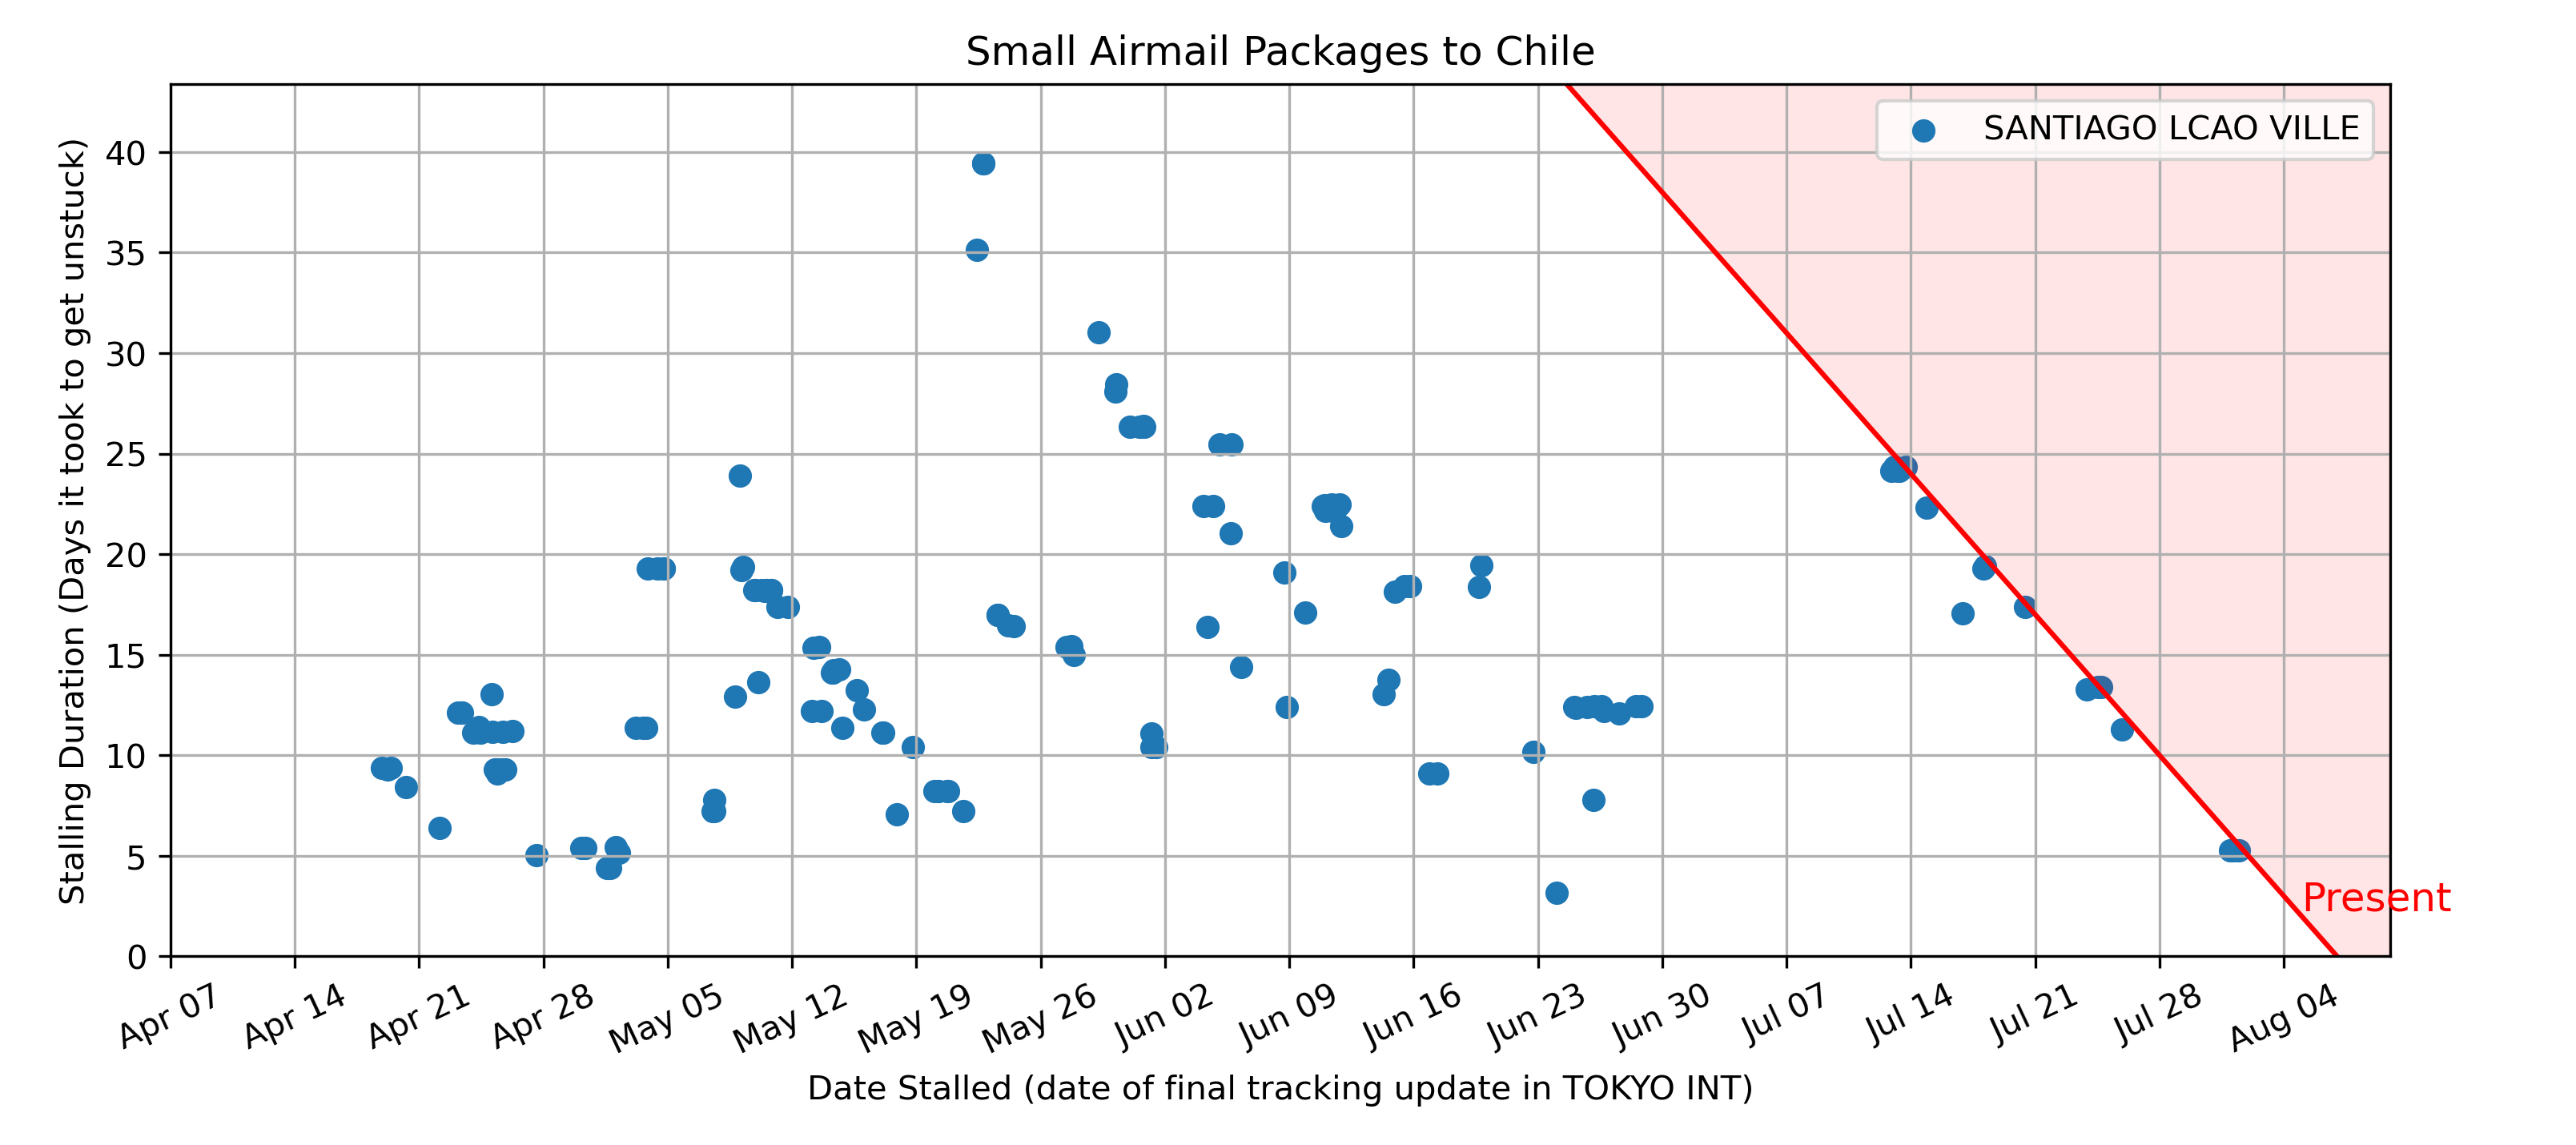 Small Airmail Packages to Chile
SANTIAGO LCAO VILLE
Stalling Duration (Days it took to get unstuck)
40
35
30
25
20
15
10
5
0
Present
Apr 07
Apr 14
Apr 21
Apr 28
May 05
May 12
May 19
May 26
Jun 02
Jun 09
Jun 16
Jun 23
Jun 30
Jul 07
Jul 14
Jul 21
Jul 28
Aug 04
Date Stalled (date of final tracking update in TOKYO INT)